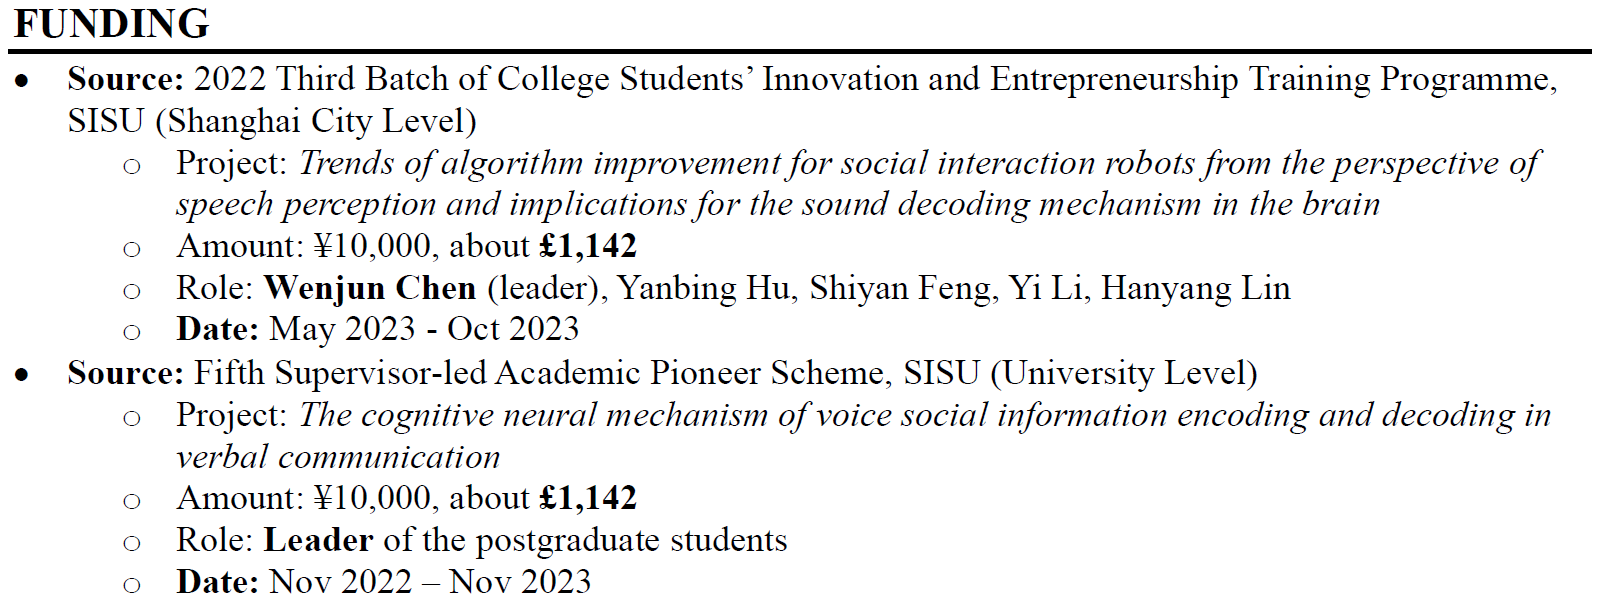 FUNDING
• Source: 2022 Third Batch of College Students’ Innovation and Entrepreneurship Training Programme,
SISU (Shanghai City Level)
o Project: Trends of algorithm improvement for social interaction robots from the perspective of
speech perception and implications for the sound decoding mechanism in the brain
o Amount: ¥10,000, about £1,142
o Role: Wenjun Chen (leader), Yanbing Hu, Shiyan Feng, Yi Li, Hanyang Lin
o Date: May 2023 - Oct 2023
• Source: Fifth Supervisor-led Academic Pioneer Scheme, SISU (University Level)
o Project: The cognitive neural mechanism of voice social information encoding and decoding in
verbal communication
o Amount: ¥10,000, about £1,142
o Role: Leader of the postgraduate students
o Date: Nov 2022 – Nov 2023